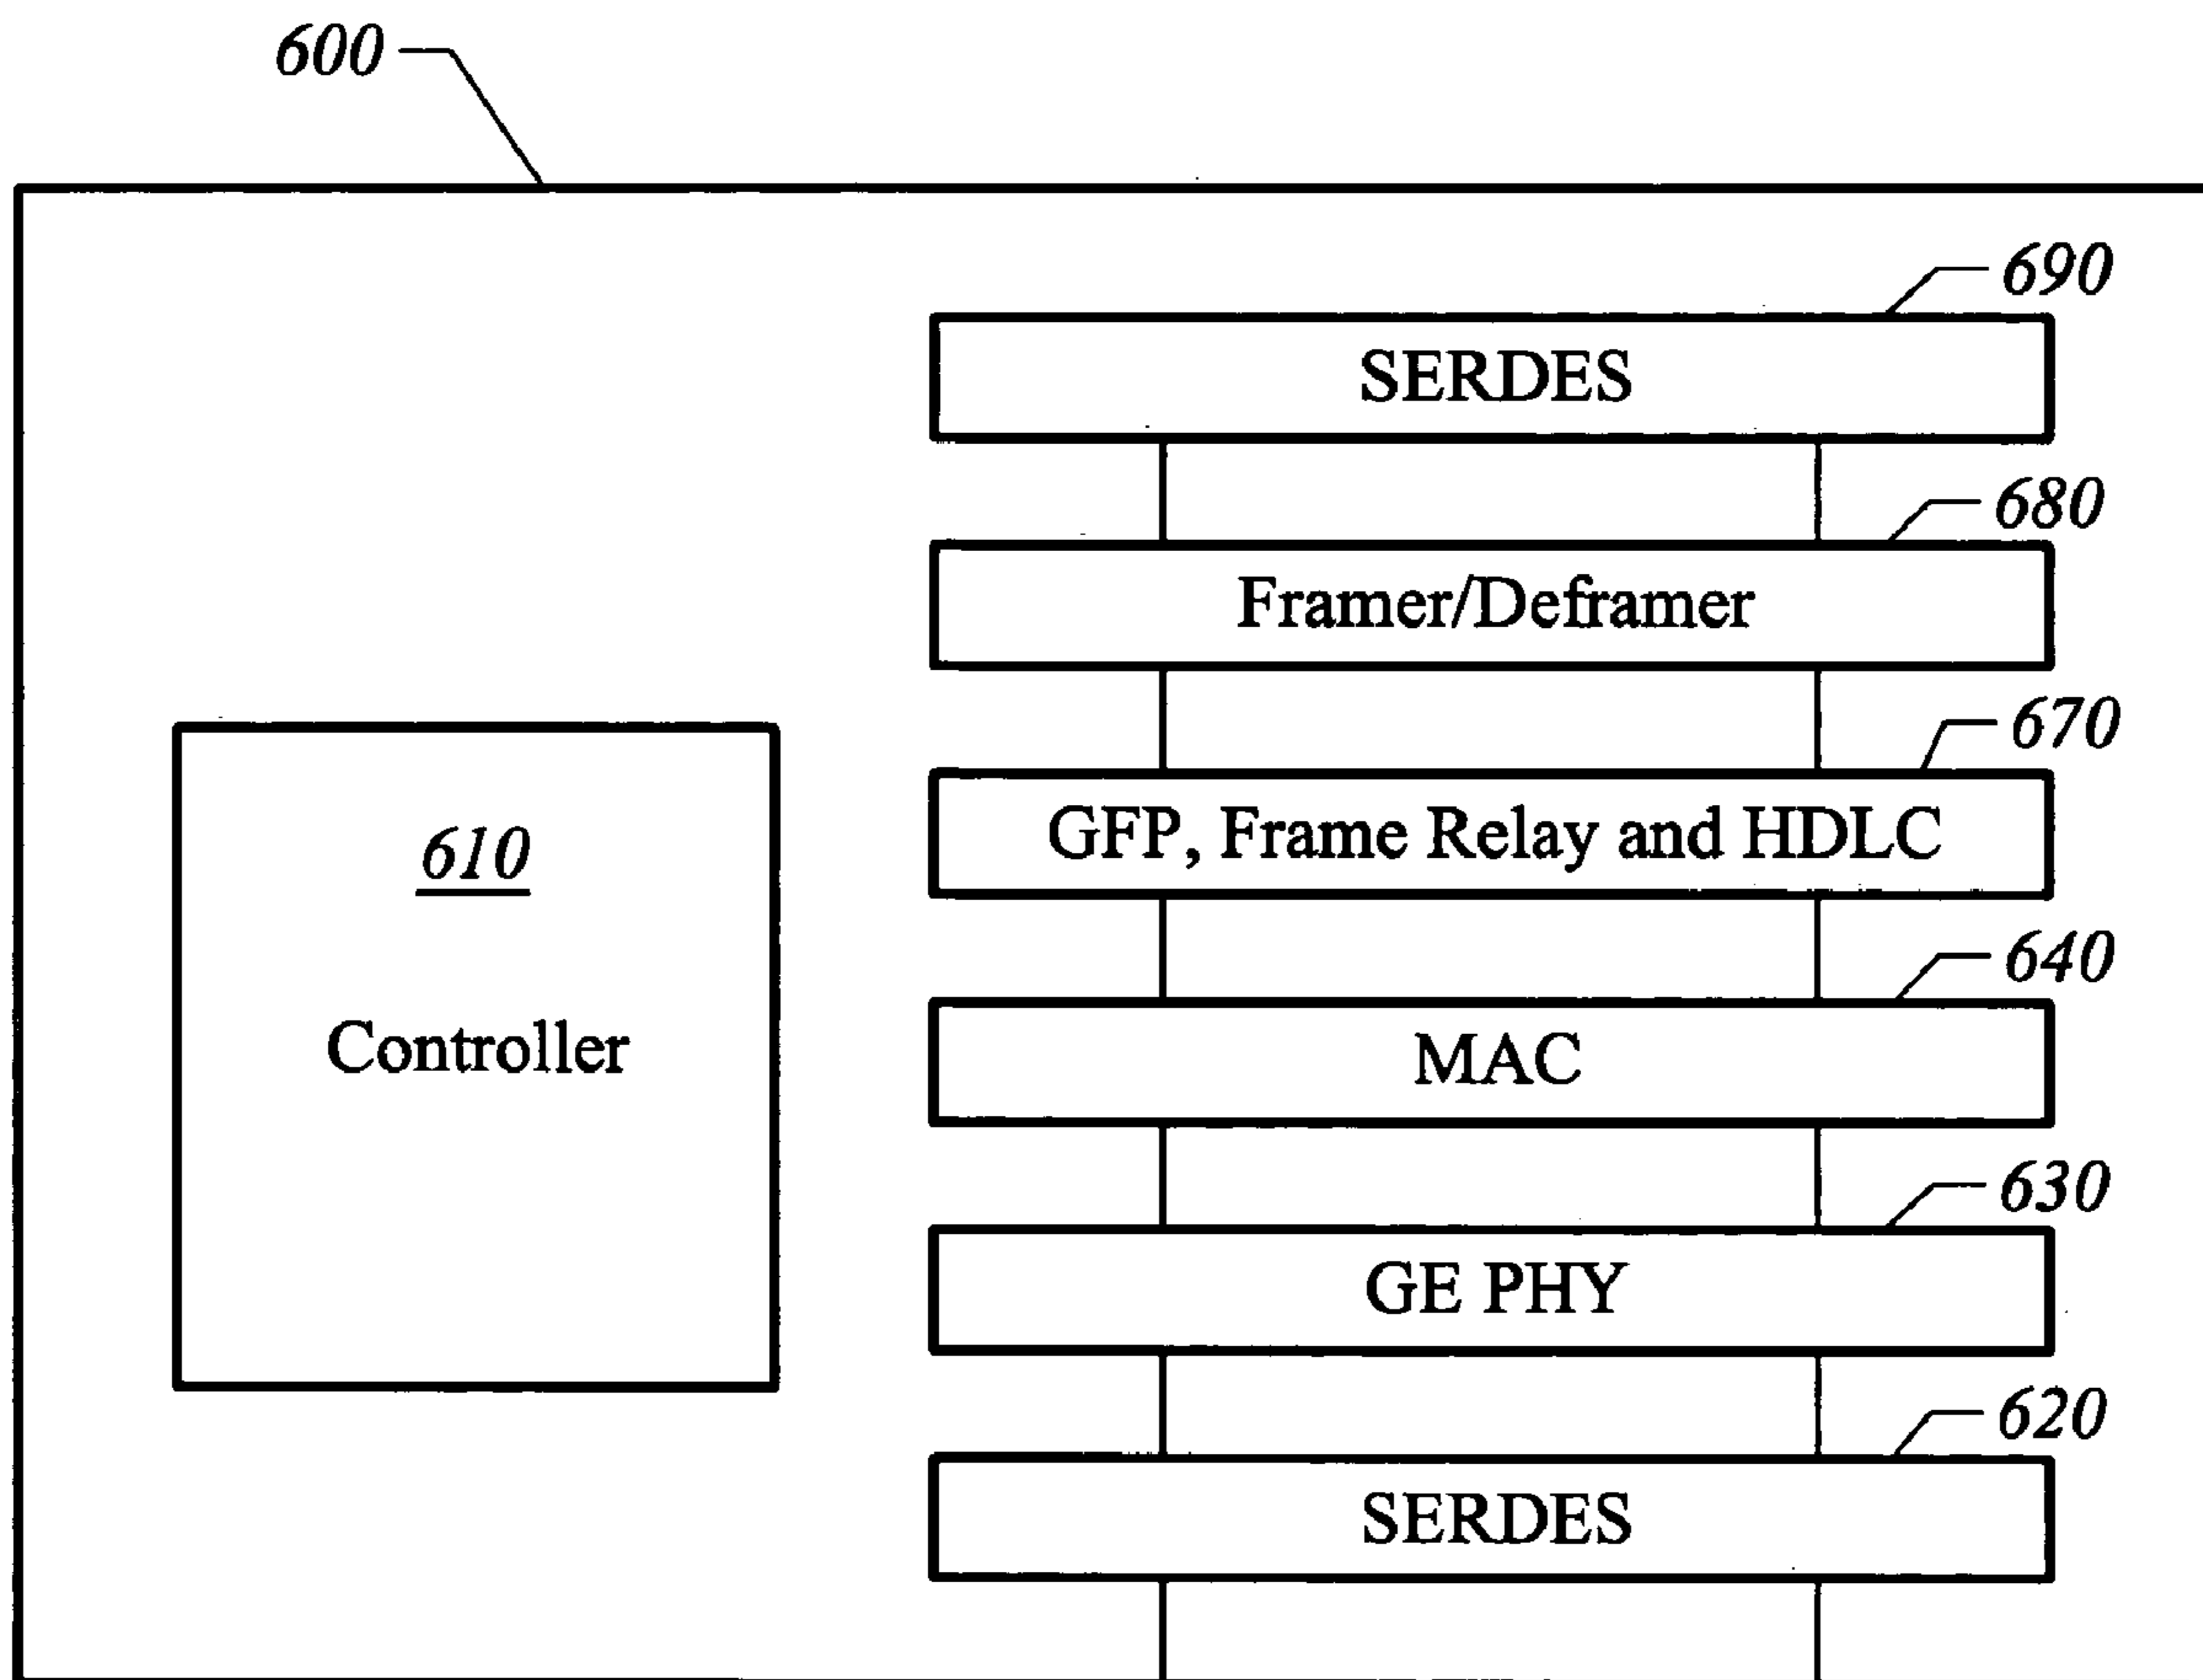 600
690
SERDES
680
Framer/Deframer
670
GFP, Frame Relay and HDLC
610
Controller
640
MAC
630
GE PHY
620
SERDES